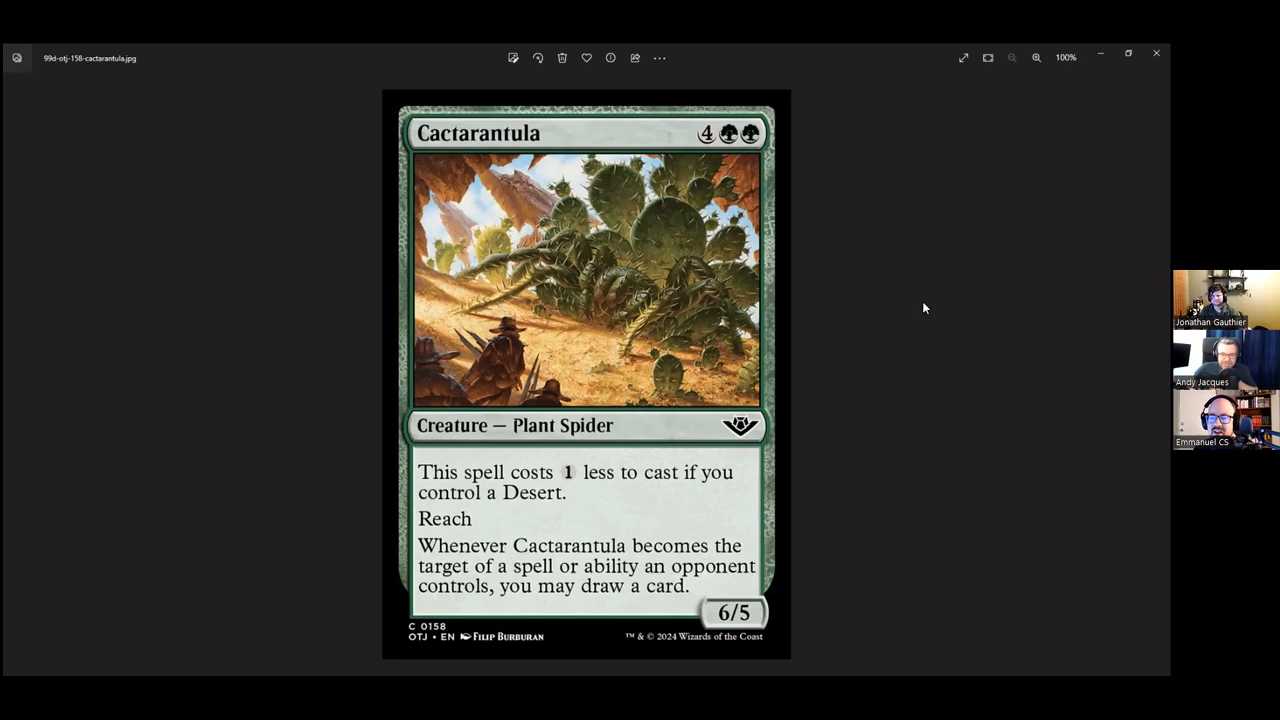 99d-otj-158-cactarantula.jpg
100%
Cactarantula
4
Creature — Plant Spider
This spell costs 1 less to cast if you
control a Desert.
Reach
Whenever Cactarantula becomes the
target of a spell or ability an opponent
controls, you may draw a card.
6/5
C 0158
OTJ • EN Filip Burburan
™ & © 2024 Wizards of the Coast
Jonathan Gauthier
Andy Jacques
Emmanuel CS